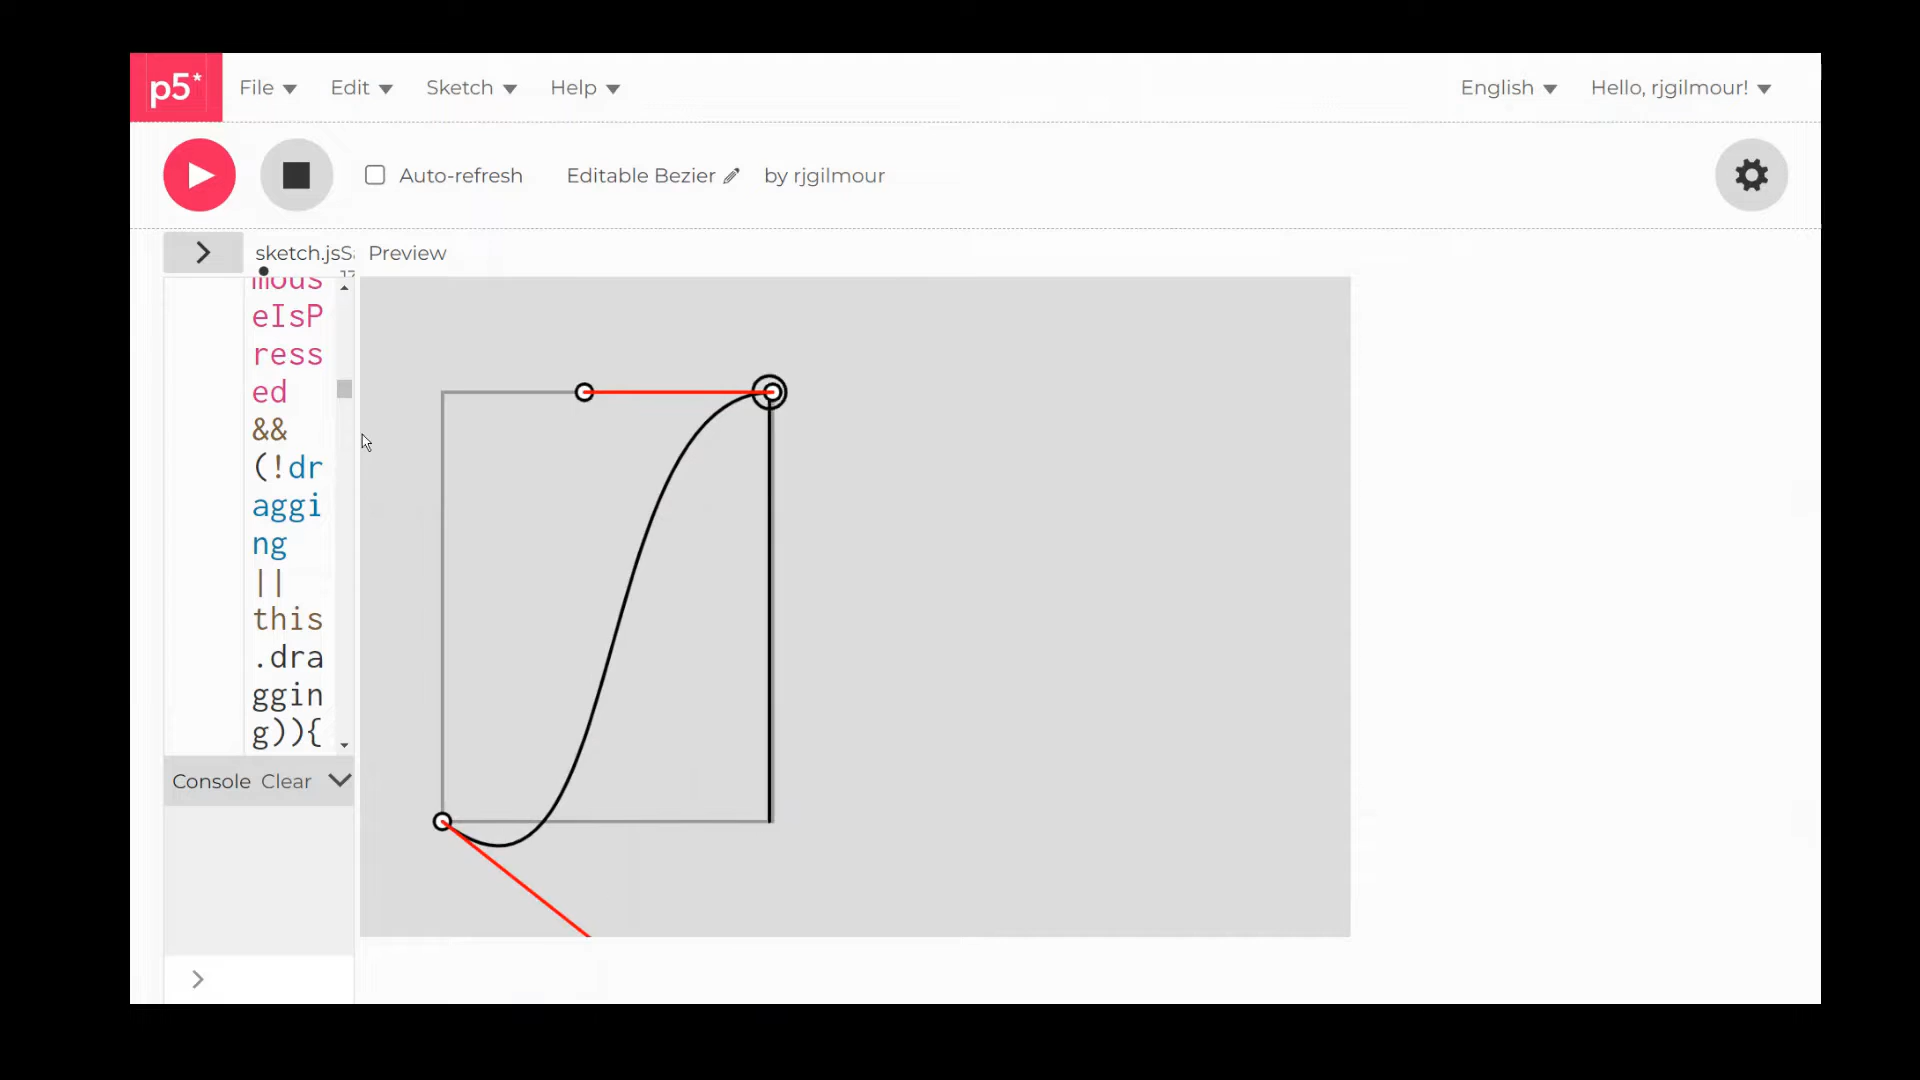 p5*
File
Edit
Sketch
Help
English
Hello, rjgilmour!
Auto-refresh
Editable Bezier
by rjgilmour
sketch.js
Preview
mous
eIsP
ress
ed
&&
(!dr
aggi
ng
||
this
.dra
ggin
g)){
Console
Clear
>